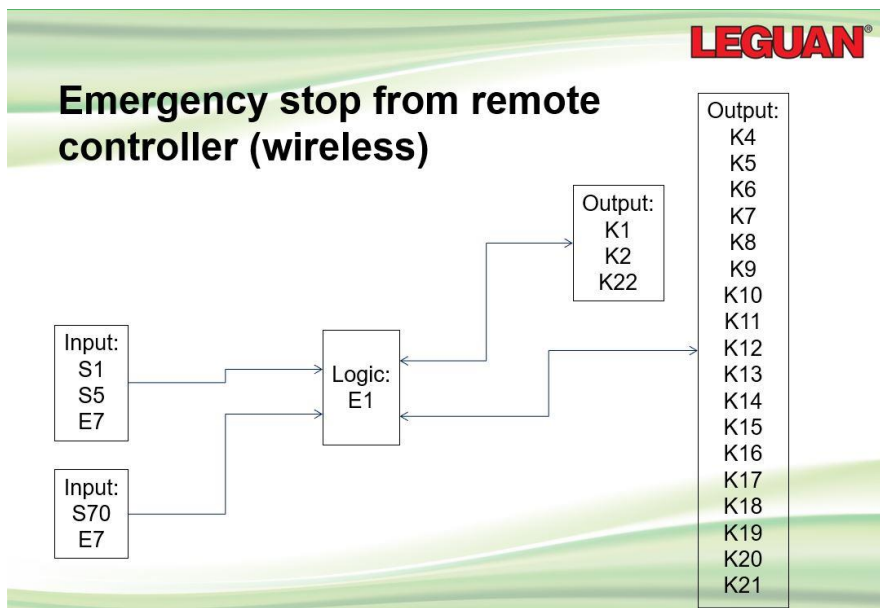 LEGUAN®
Emergency stop from remote
controller (wireless)
Input:
S1
S5
E7
Input:
S70
E7
Logic:
E1
Output:
K1
K2
K22
Output:
K4
K5
K6
K7
K8
K9
K10
K11
K12
K13
K14
K15
K16
K17
K18
K19
K20
K21